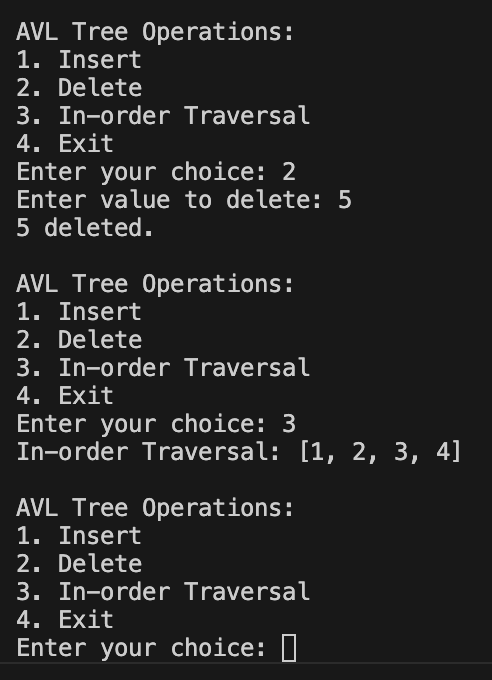 AVL Tree Operations:
1. Insert
2. Delete
3. In-order Traversal
4. Exit
Enter your choice: 2
Enter value to delete: 5
5 deleted.
AVL Tree Operations:
1. Insert
2. Delete
3. In-order Traversal
4. Exit
Enter your choice: 3
In-order Traversal: [1, 2, 3, 4]
AVL Tree Operations:
1. Insert
2. Delete
3. In-order Traversal
4. Exit
Enter your choice: